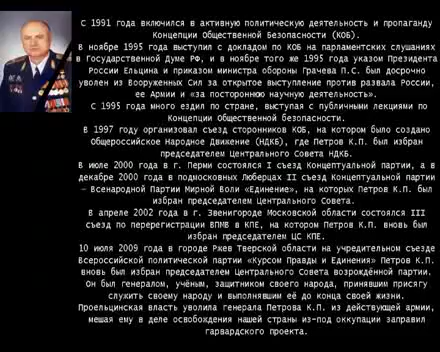 С 1991 года включился в активную политическую деятельность и пропаганду
Концепции Общественной Безопасности (КОБ).
В ноябре 1995 года выступил с докладом по КОБ на парламентских слушаниях
в Государственной Думе РФ, и в ноябре того же 1995 года указом Президента
России Ельцина и приказом министра обороны Грачева П.С. был досрочно
уволен из Вооруженных Сил за открытое выступление против развала России,
ее Армии и «за постороннюю научную деятельность».
С 1995 года много ездил по стране, выступая с публичными лекциями по
Концепции Общественной безопасности.
В 1997 году организовал съезд сторонников КОБ, на котором было создано
Общероссийское Народное Движение (НДКБ), где Петров К.П. был избран
председателем Центрального Совета НДКБ.
В июле 2000 года в г. Перми состоялся I съезд Концептуальной партии, а в
декабре 2000 года в подмосковных Люберцах II съезд Концептуальной партии
– Всенародной Партии Мирной Воли «Единение», на которых Петров К.П. был
избран председателем Центрального Совета.
В апреле 2002 года в г. Звенигороде Московской области состоялся III
съезд по перерегистрации ВПМВ в КПЕ, на котором Петров К.П. вновь был
избран председателем ЦС КПЕ.
10 июля 2009 года в городе Ржев Тверской области на учредительном съезде
Всероссийской политической партии «Курсом Правды и Единения» Петров К.П.
вновь был избран председателем Центрального Совета возрождённой партии.
Он был генералом, учёным, защитником своего народа, принявшим присягу
служить своему народу и выполнившим её до конца своей жизни.
Проельцинская власть уволила генерала Петрова К.П. из действующей армии,
мешая ему в деле освобождения нашей страны из-под оккупации заправил
гарвардского проекта.